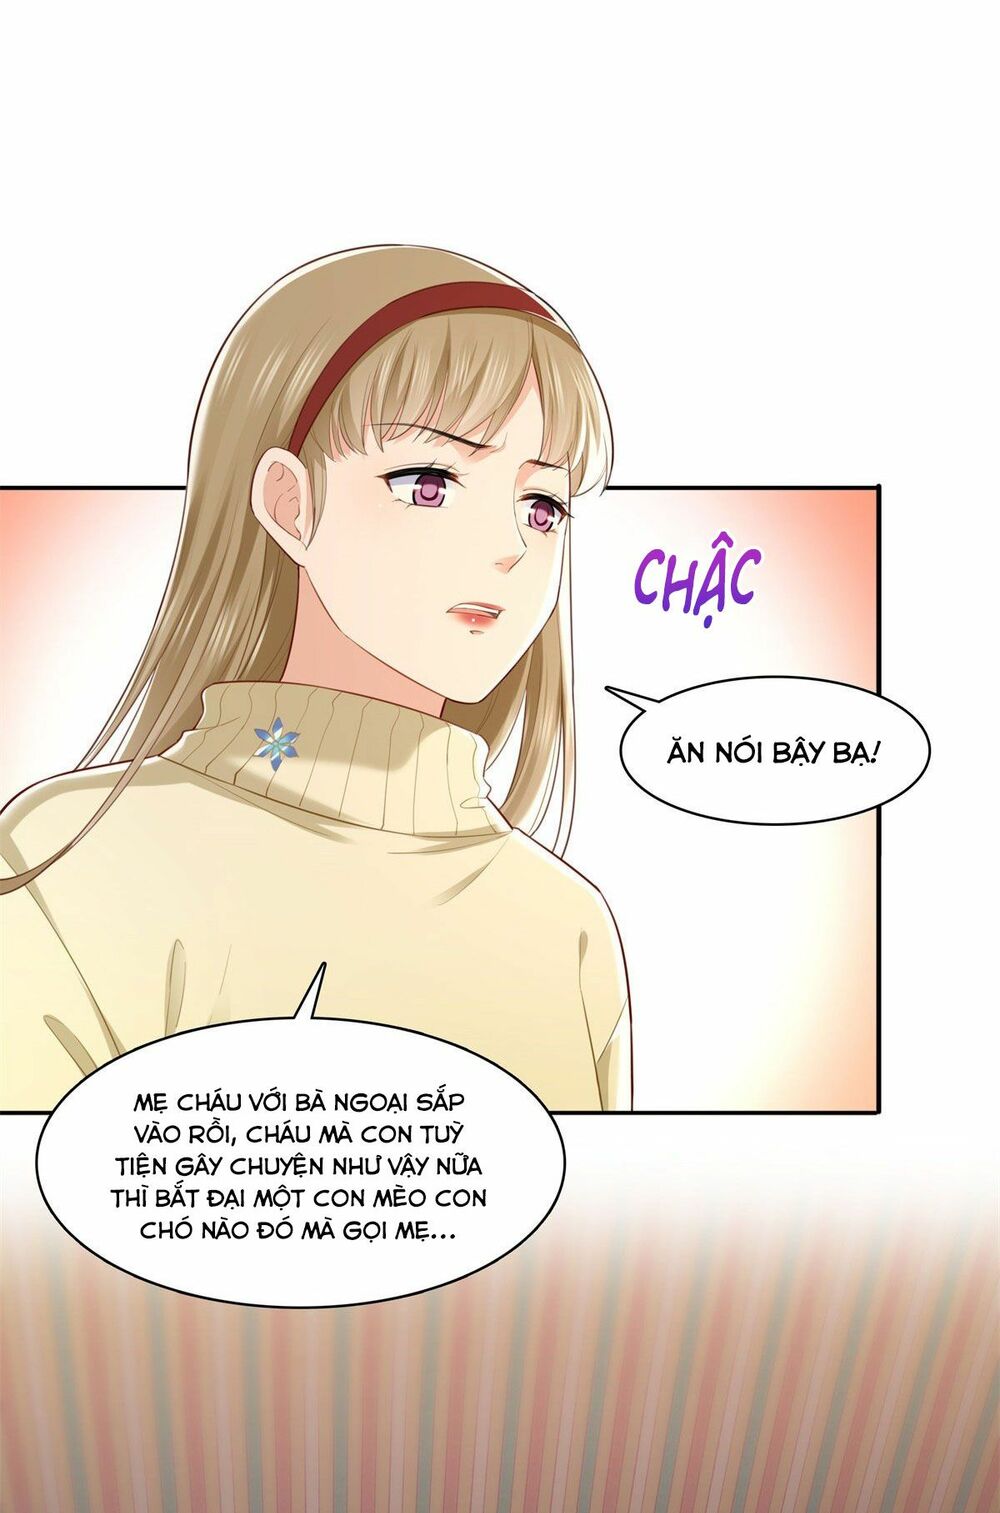 CHẬC
ĂN NÓI BẬY BẠ!
MẸ CHÁU VỚI BÀ NGOẠI SẮP
VÀO RỒI, CHÁU MÀ CON TUỲ
TIỆN GÂY CHUYỆN NHƯ VẬY NỮA
THÌ BẮT ĐẠI MỘT CON MÈO CON
CHÓ NÀO ĐÓ MÀ GỌI MẸ...